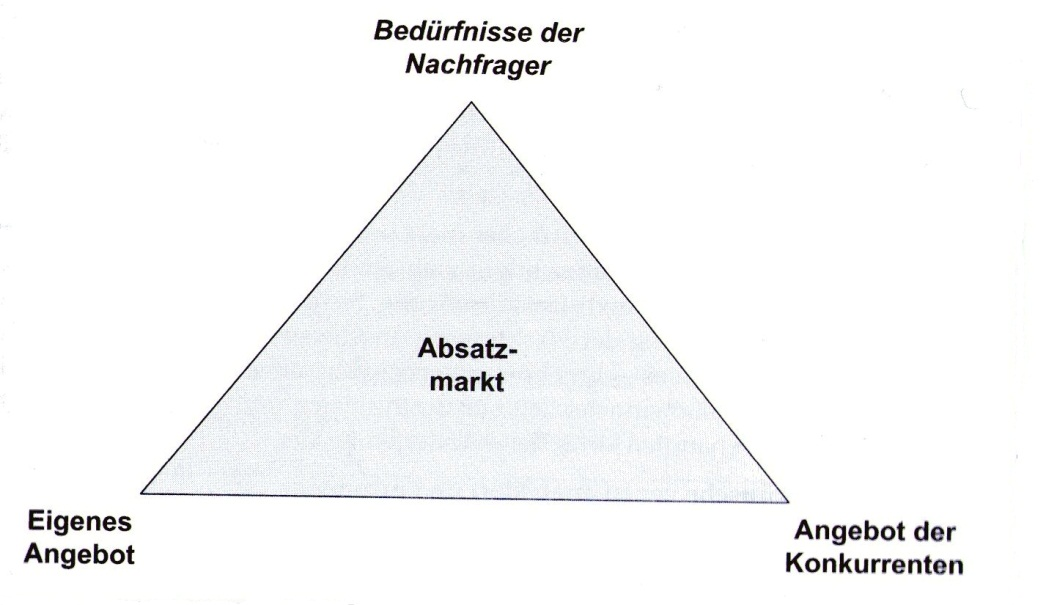 Bedürfnisse der
Nachfrager
Absatz-
markt
Eigenes
Angebot
Angebot der
Konkurrenten